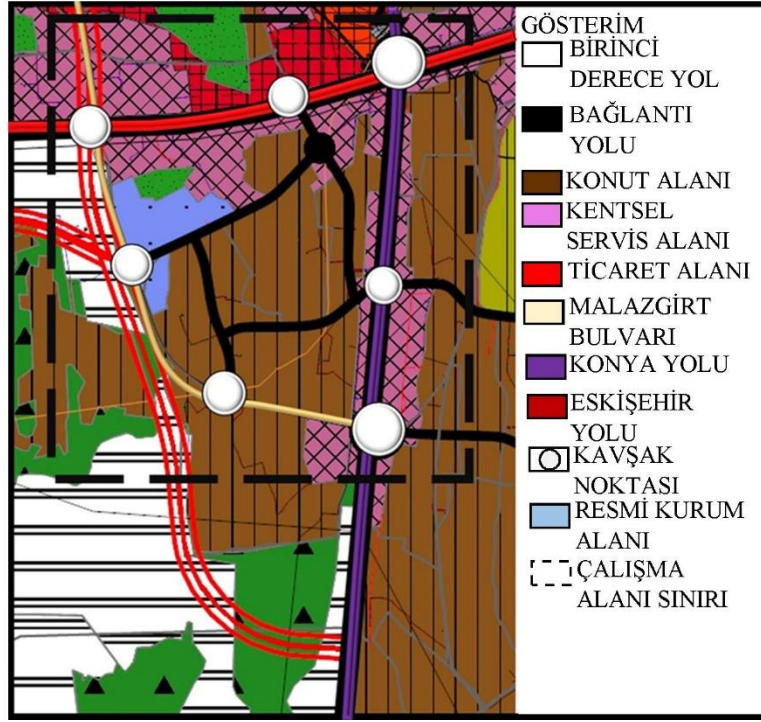 GÖSTERİM
BİRİNCİ
DERECE YOL
BAĞLANTI
YOLU
KONUT ALANI
KENTSEL
SERVİS ALANI
TİCARET ALANI
MALAZGİRT
BULVARI
KONYA YOLU
ESKİŞEHİR
YOLU
KAVŞAK
NOKTASI
RESMİ KURUM
ALANI
ÇALIŞMA
ALANI SINIRI